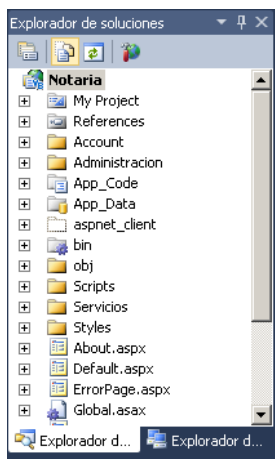 Explorador de soluciones
Notaria
My Project
References
Account
Administracion
App_Code
App_Data
aspnet_client
bin
obj
Scripts
Servicios
Styles
About.aspx
Default.aspx
ErrorPage.aspx
Global.asax
Explorador d... Explorador d...